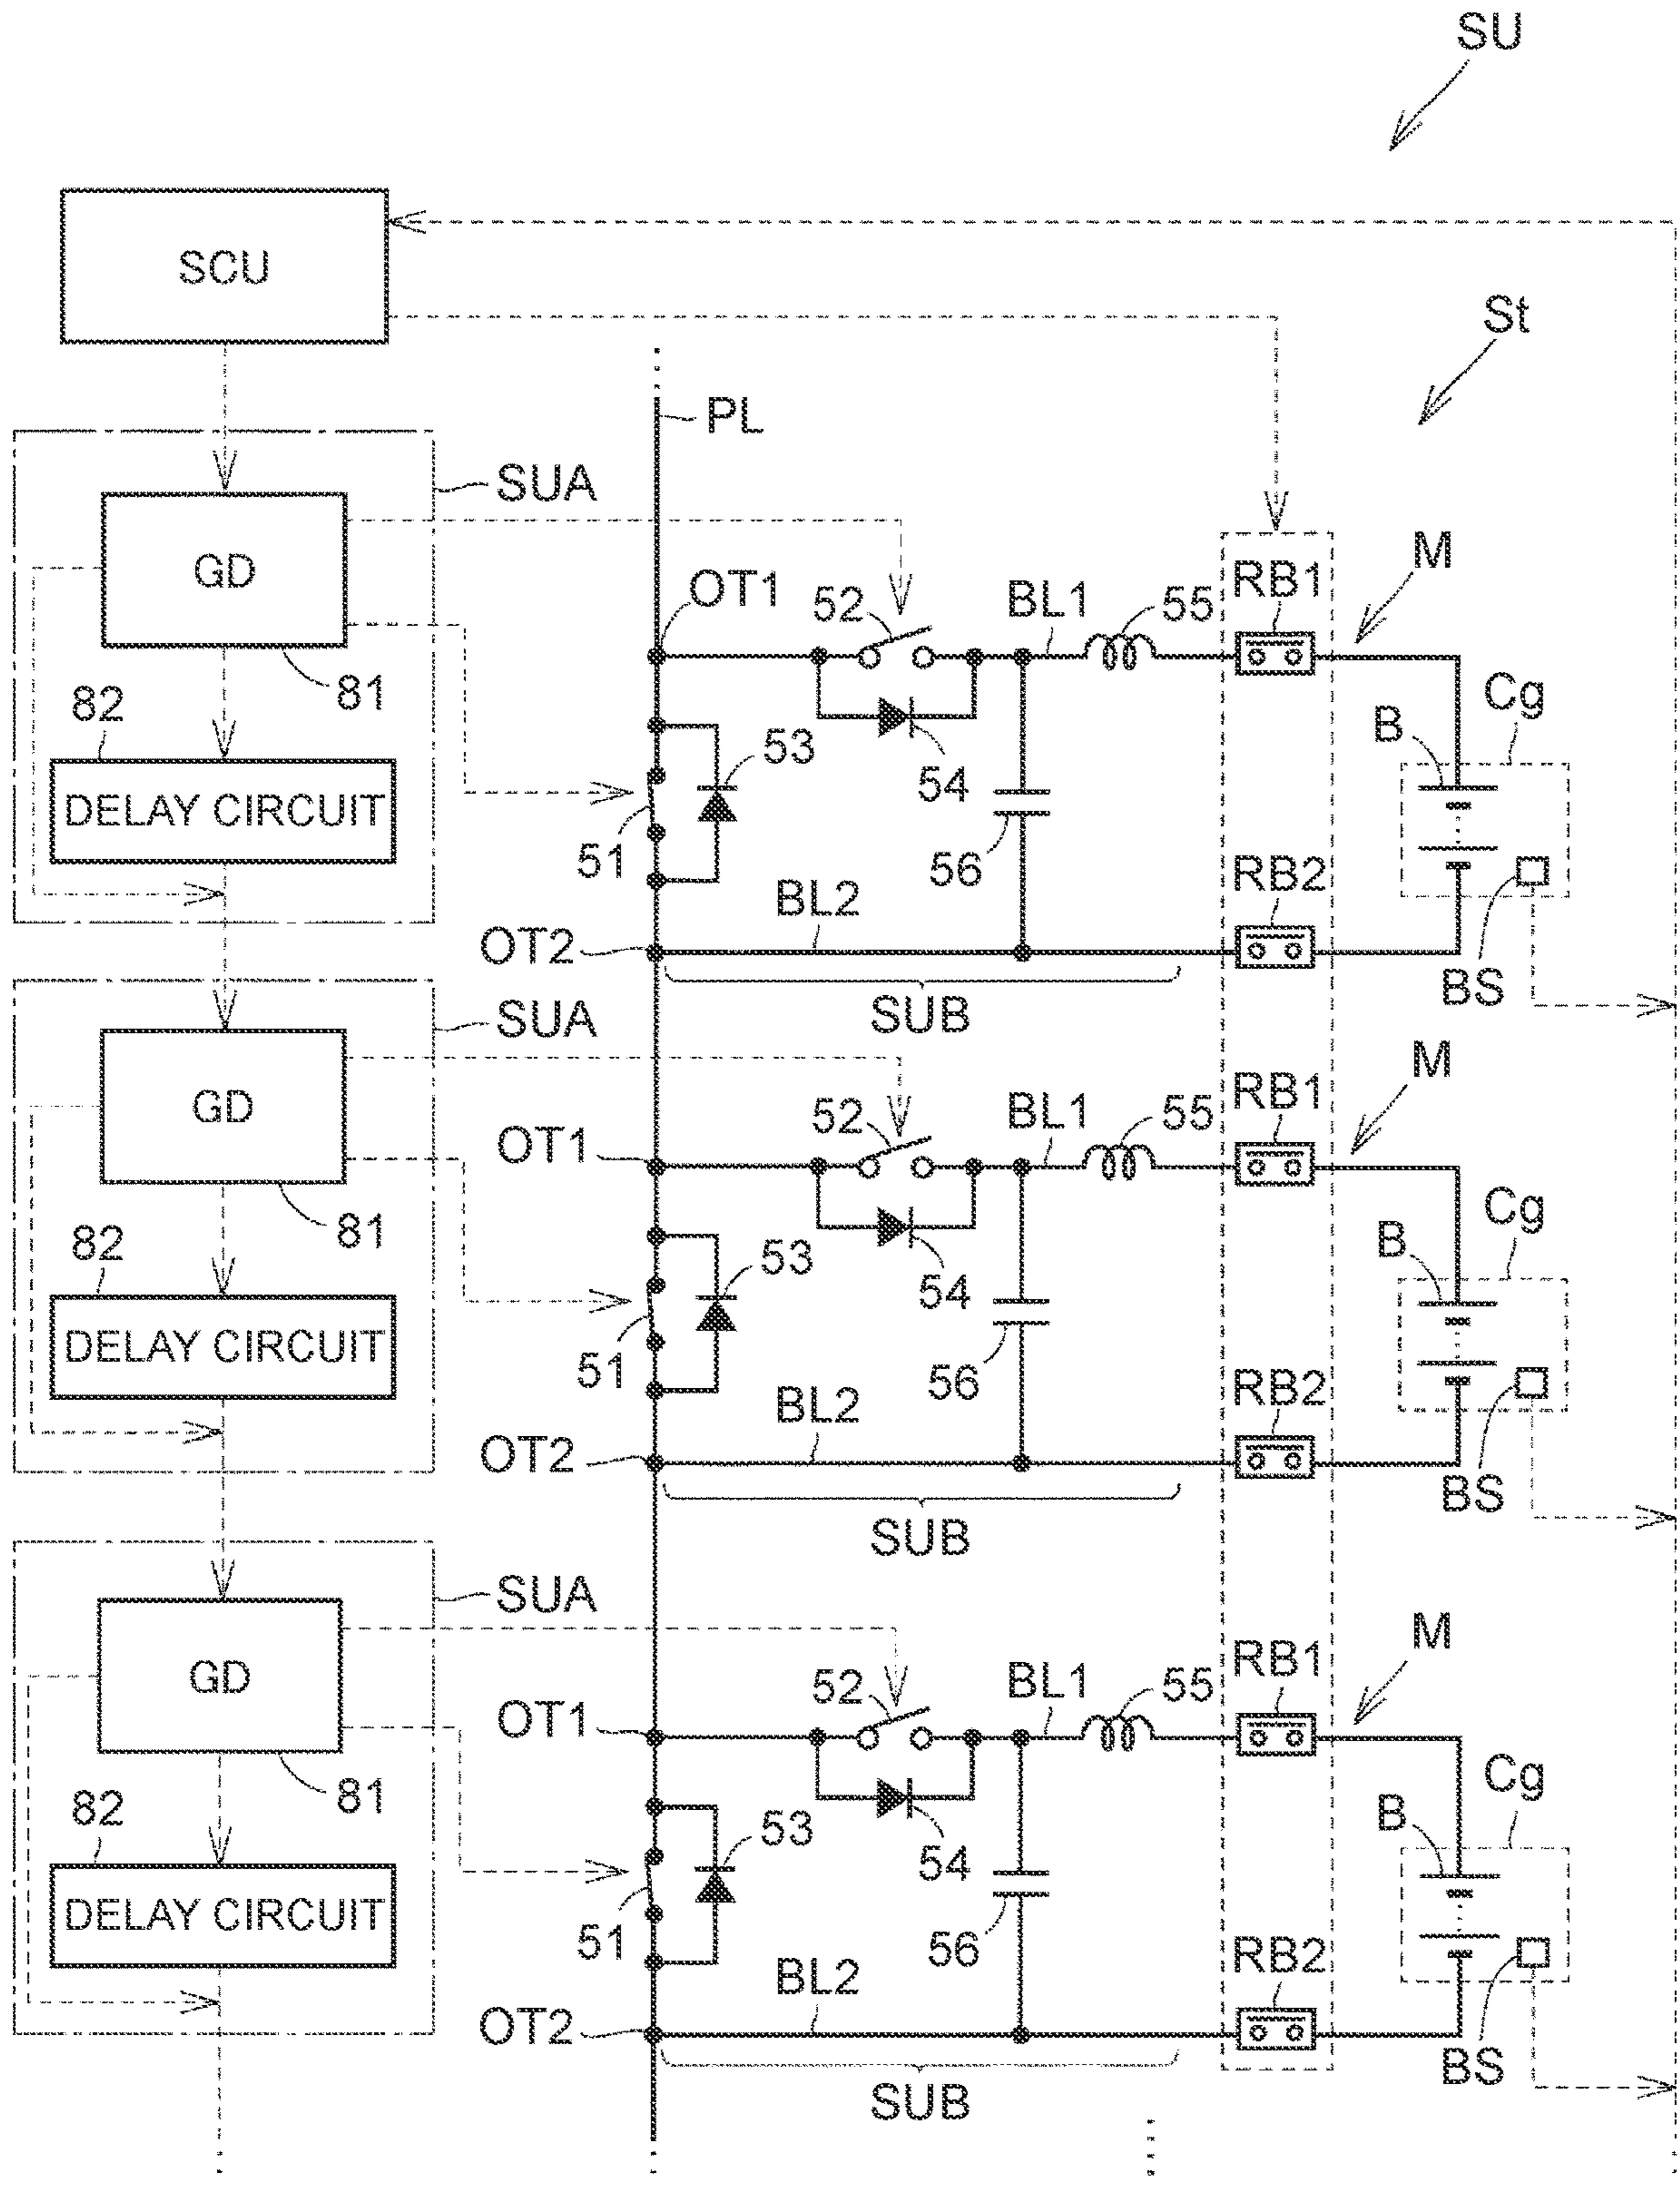 SU
SCU
St
PL
SUA
GD
81
82
DELAY CIRCUIT
OT1
52
BL1
55
RB1
M
54
53
51
56
B
Cg
BL2
RB2
OT2
SUB
BS
SUA
GD
81
82
DELAY CIRCUIT
OT1
52
BL1
55
RB1
M
54
53
51
56
B
Cg
BL2
RB2
OT2
SUB
BS
SUA
GD
81
82
DELAY CIRCUIT
OT1
52
BL1
55
RB1
M
54
53
51
56
B
Cg
BL2
RB2
OT2
SUB
BS